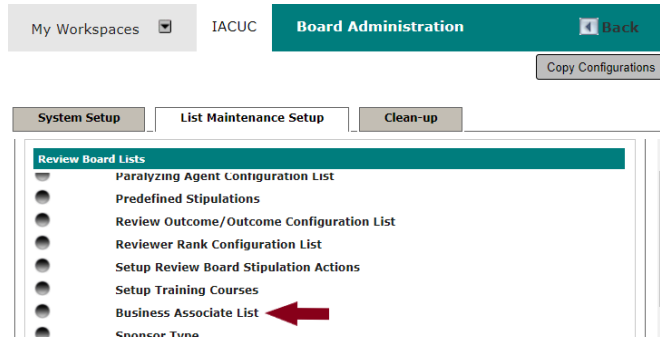 My Workspaces IACUC Board Administration Back
Copy Configurations
System Setup List Maintenance Setup Clean-up
Review Board Lists
Paralyzing Agent Configuration List
Predefined Stipulations
Review Outcome/Outcome Configuration List
Reviewer Rank Configuration List
Setup Review Board Stipulation Actions
Setup Training Courses
Business Associate List
Sponsor Type